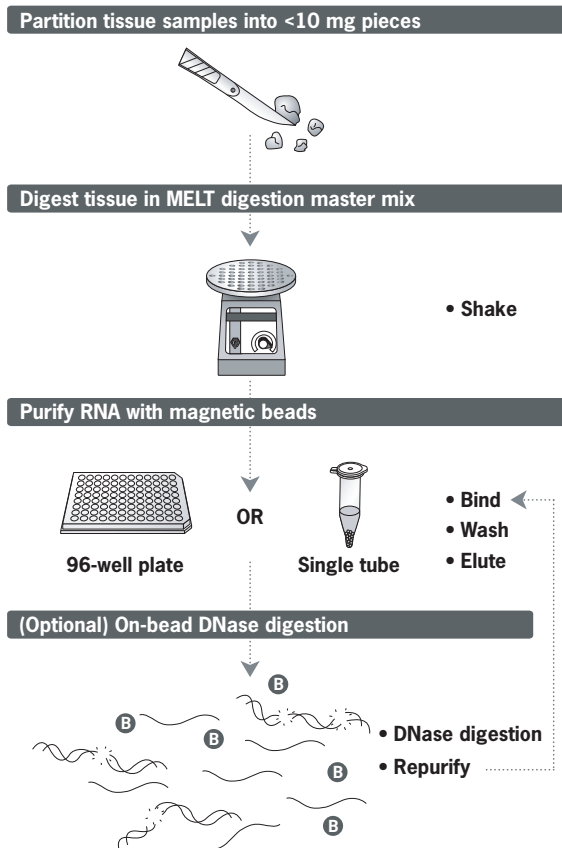 Partition tissue samples into <10 mg pieces
Digest tissue in MELT digestion master mix
• Shake
Purify RNA with magnetic beads
OR
96-well plate
Single tube
• Bind
• Wash
• Elute
(Optional) On-bead DNase digestion
B
B
B
B
B
• DNase digestion
• Repurify